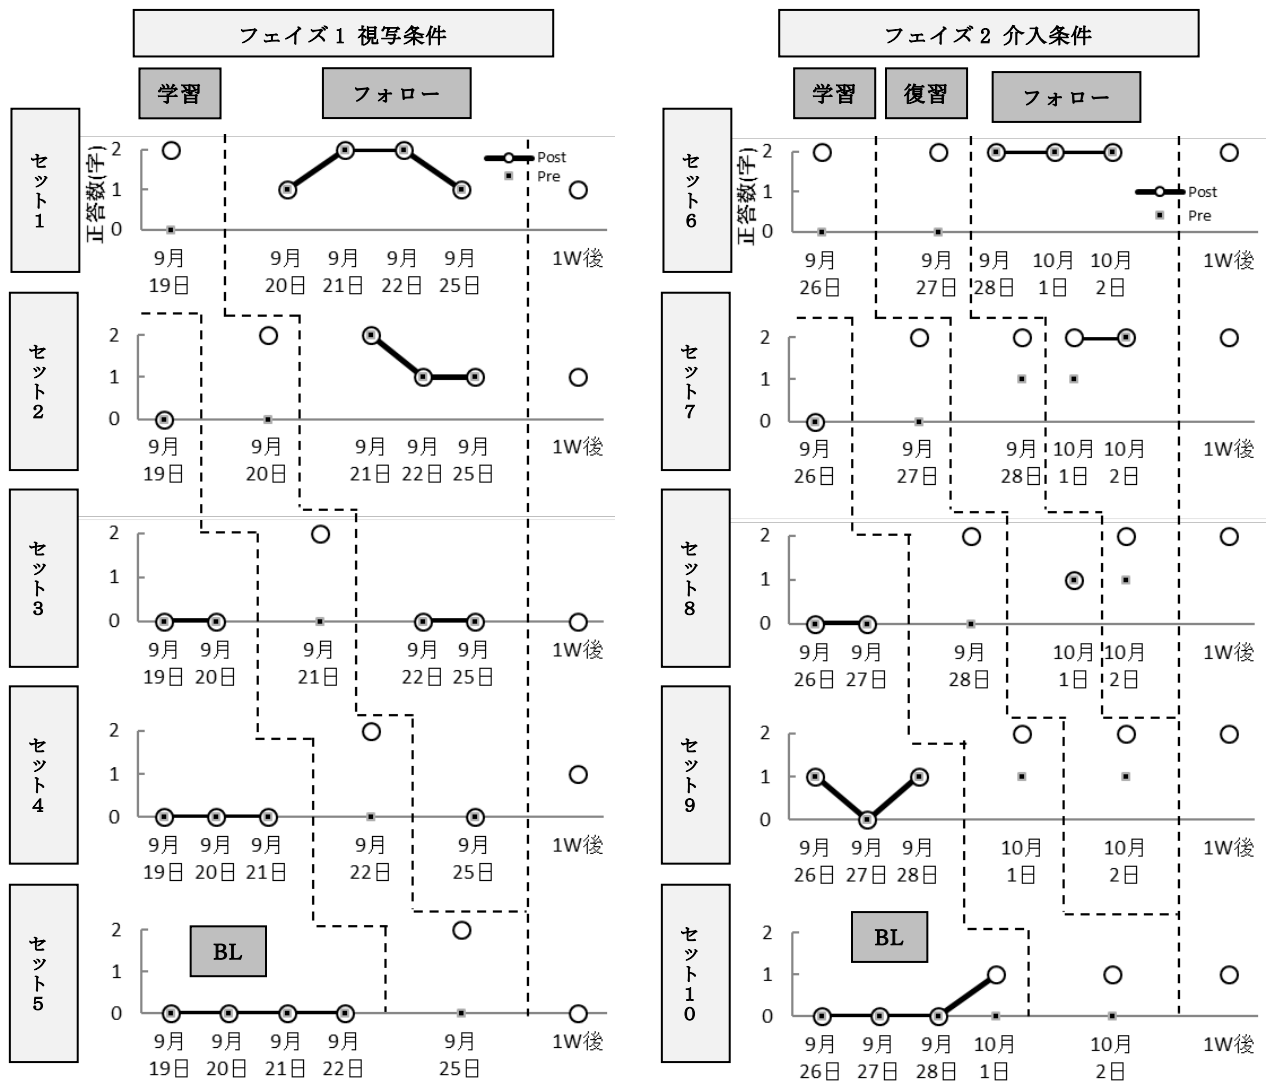 フェイズ1 視写条件
学習
フォロー
セット1
正答数(字)
2
1
0
Post
Pre
9月 9月 9月 9月 9月 1W後
19日 20日 21日 22日 25日
セット2
2
1
0
9月 9月 9月 9月 9月 1W後
19日 20日 21日 22日 25日
セット3
2
1
0
9月 9月 9月 9月 9月 1W後
19日 20日 21日 22日 25日
セット4
2
1
0
9月 9月 9月 9月 9月 1W後
19日 20日 21日 22日 25日
セット5
BL
2
1
0
9月 9月 9月 9月 9月 1W後
19日 20日 21日 22日 25日
フェイズ2 介入条件
学習
復習
フォロー
セット6
正答数(字)
2
1
0
Post
Pre
9月 9月 9月 10月 10月 1W後
26日 27日 28日 1日 2日
セット7
2
1
0
9月 9月 9月 10月 10月 1W後
26日 27日 28日 1日 2日
セット8
2
1
0
9月 9月 9月 10月 10月 1W後
26日 27日 28日 1日 2日
セット9
2
1
0
9月 9月 9月 10月 10月 1W後
26日 27日 28日 1日 2日
セット10
BL
2
1
0
9月 9月 9月 10月 10月 1W後
26日 27日 28日 1日 2日